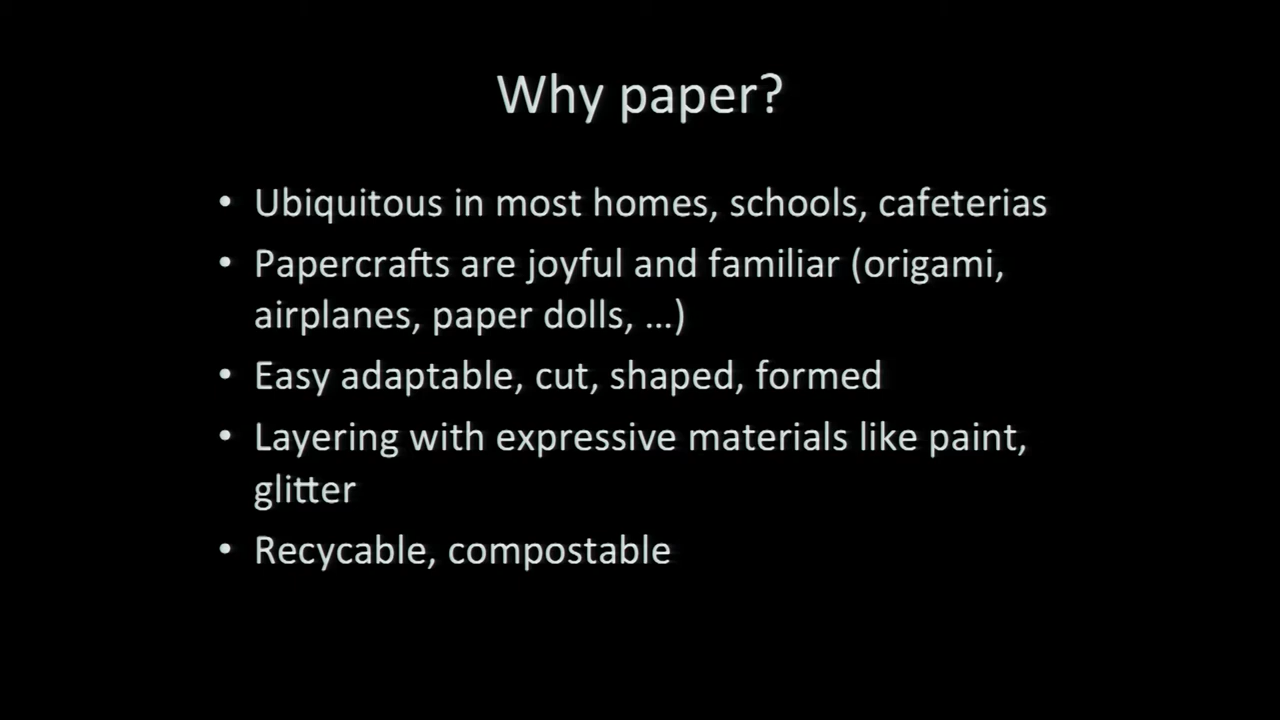 Why paper?
• Ubiquitous in most homes, schools, cafeterias
• Papercrafts are joyful and familiar (origami,
airplanes, paper dolls, ...)
• Easy adaptable, cut, shaped, formed
• Layering with expressive materials like paint,
glitter
• Recycable, compostable